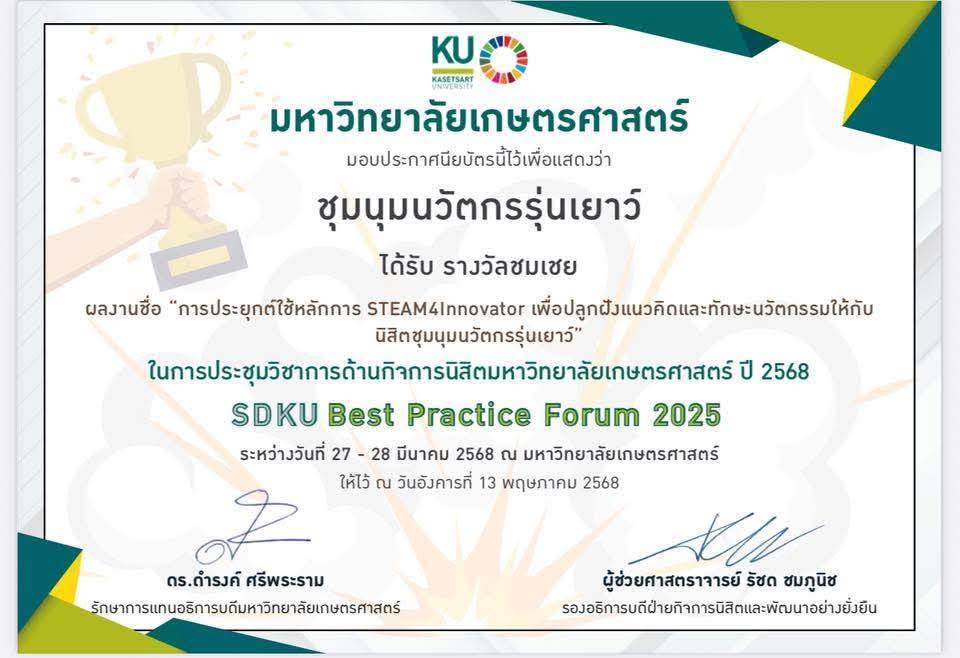 KU
KASETSART
UNIVERSITY
มหาวิทยาลัยเกษตรศาสตร์
มอบประกาศนียบัตรนี้ไว้เพื่อแสดงว่า
ชุมนุมนวัตกรรุ่นเยาว์
ได้รับ รางวัลชมเชย
ผลงานชื่อ “การประยุกต์ใช้หลักการ STEAM4Innovator เพื่อปลูกฝังแนวคิดและทักษะนวัตกรรมให้กับ
นิสิตชุมนุมนวัตกรรุ่นเยาว์”
ในการประชุมวิชาการด้านกิจการนิสิตมหาวิทยาลัยเกษตรศาสตร์ ปี 2568
SDKU Best Practice Forum 2025
ระหว่างวันที่ 27 - 28 มีนาคม 2568 ณ มหาวิทยาลัยเกษตรศาสตร์
ให้ไว้ ณ วันอังคารที่ 13 พฤษภาคม 2568
ดร.ดำรงค์ ศรีพระราม
รักษาการแทนอธิการบดีมหาวิทยาลัยเกษตรศาสตร์
ผู้ช่วยศาสตราจารย์ รัชด ชมภูนิช
รองอธิการบดีฝ่ายกิจการนิสิตและพัฒนาอย่างยั่งยืน